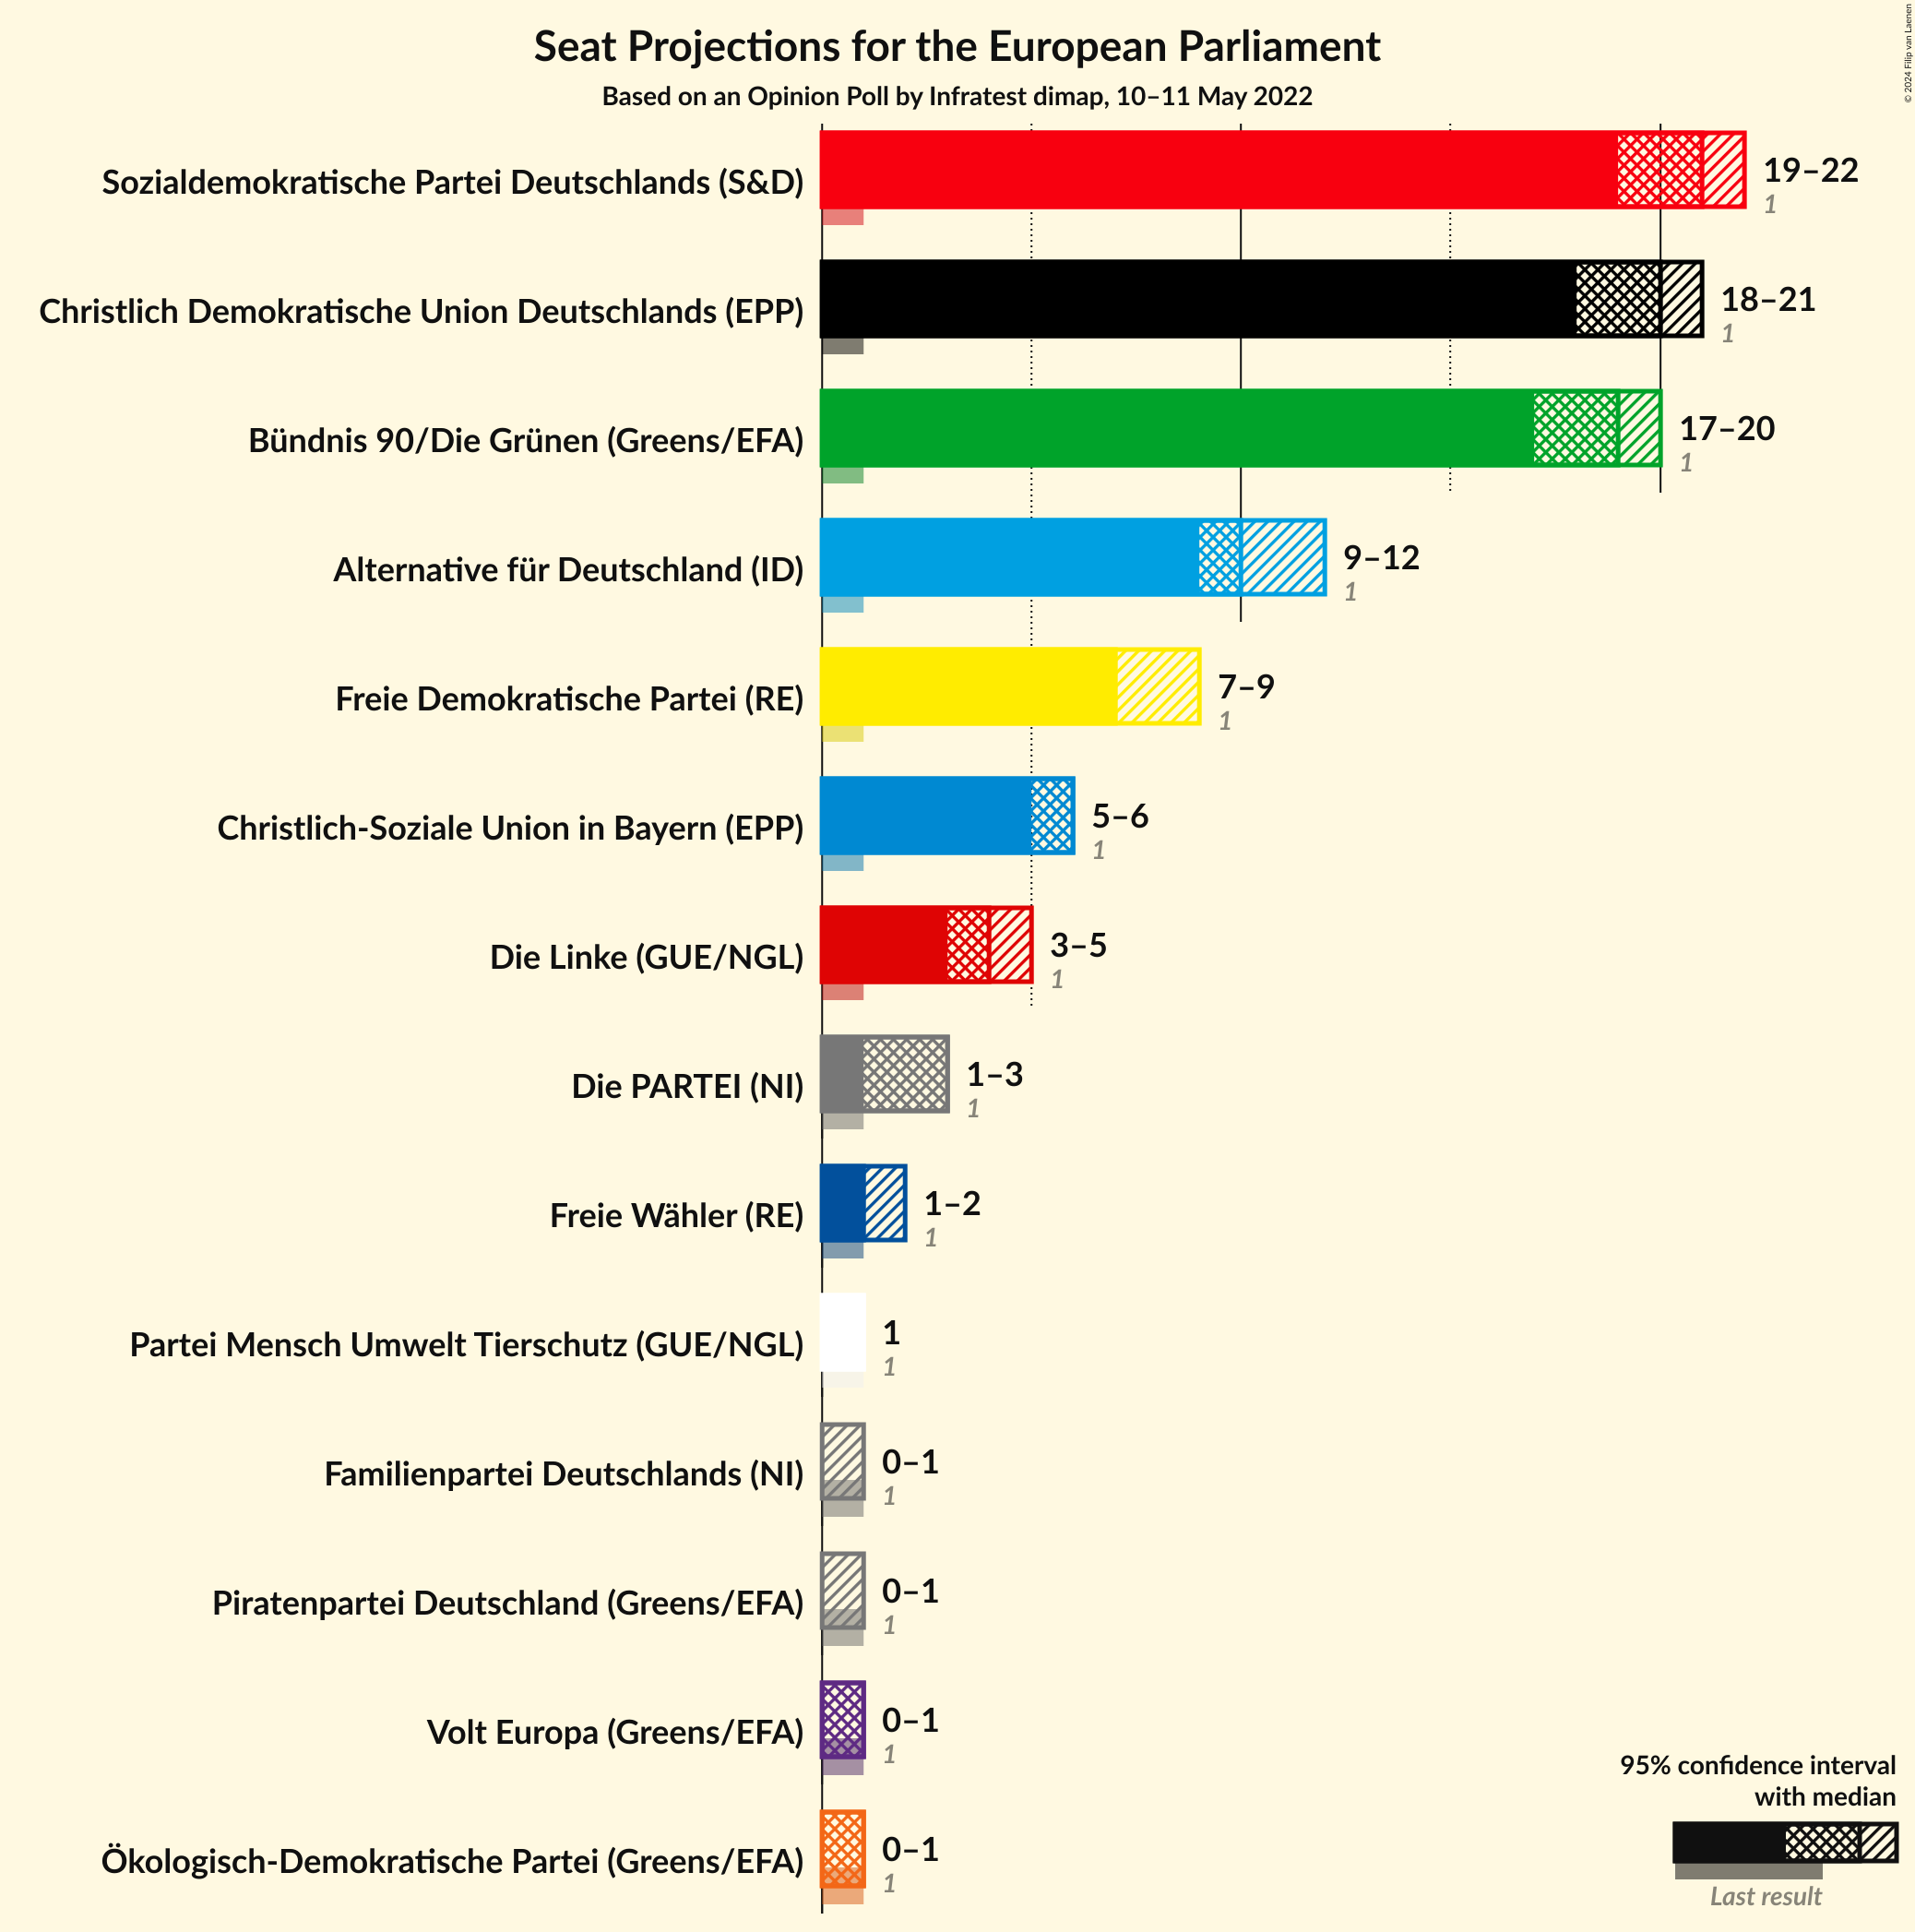 Seat Projections for the European Parliament
Based on an Opinion Poll by Infratest dimap, 10–11 May 2022
© 2024 Filip van Laenen
Sozialdemokratische Partei Deutschlands (S&D)
19–22
1
Christlich Demokratische Union Deutschlands (EPP)
18–21
1
Bündnis 90/Die Grünen (Greens/EFA)
17–20
1
Alternative für Deutschland (ID)
9–12
1
Freie Demokratische Partei (RE)
7–9
1
Christlich-Soziale Union in Bayern (EPP)
5–6
1
Die Linke (GUE/NGL)
3–5
1
Die PARTEI (NI)
1–3
1
Freie Wähler (RE)
1–2
1
Partei Mensch Umwelt Tierschutz (GUE/NGL)
1
1
Familienpartei Deutschlands (NI)
0–1
1
Piratenpartei Deutschland (Greens/EFA)
0–1
1
Volt Europa (Greens/EFA)
0–1
1
Ökologisch-Demokratische Partei (Greens/EFA)
0–1
1
95% confidence interval
with median
Last result